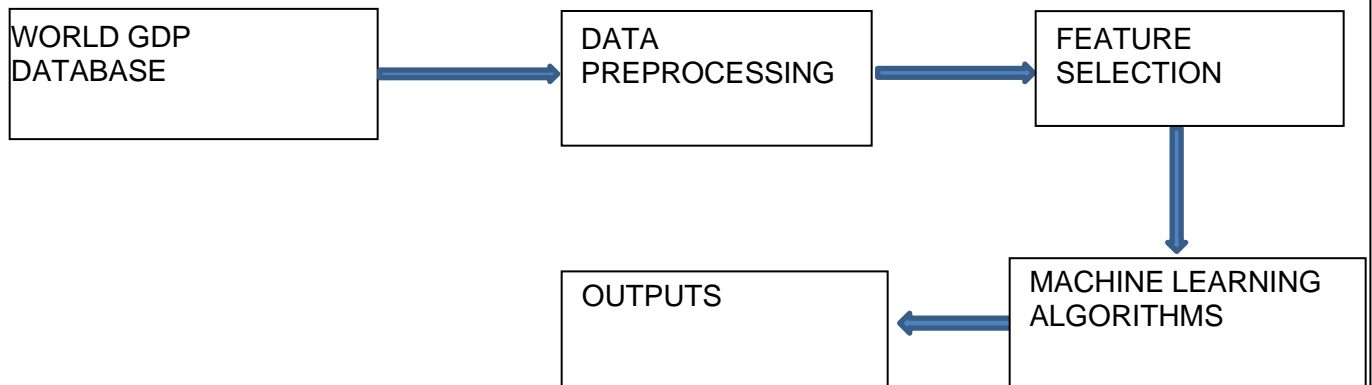 WORLD GDP
DATABASE
DATA
PREPROCESSING
FEATURE
SELECTION
MACHINE LEARNING
ALGORITHMS
OUTPUTS